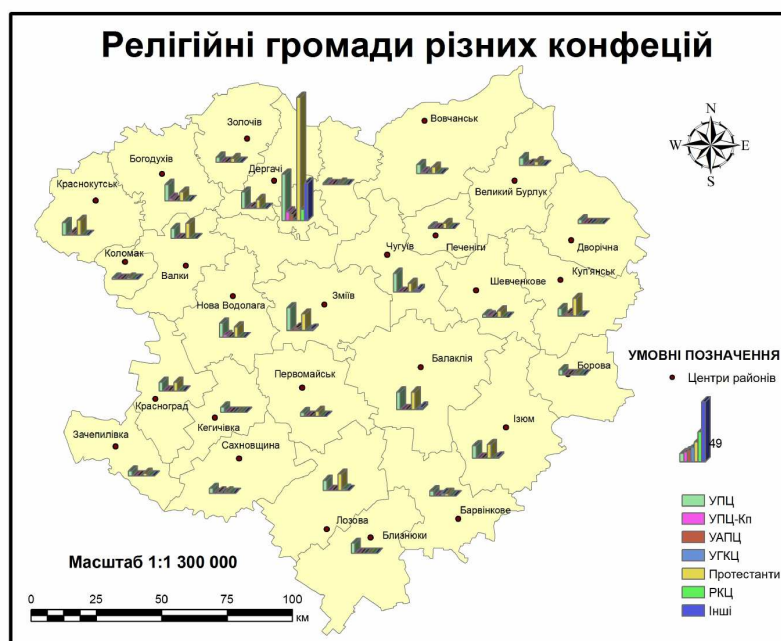 Релігійні громади різних конфецій
N
W E
S
Золочів
Вовчанськ
Богодухів
Дергачі
Великий Бурлук
Краснокутськ
Печеніги
Дворічна
Чугуїв
Коломак
Валки
Куп'янськ
Шевченкове
Нова Водолага
Зміїв
Балаклія
УМОВНІ ПОЗНАЧЕННЯ
Центри районів
Борова
Первомайськ
Красноград
Кегичівка
Ізюм
Зачепилівка
Сахновщина
49
УПЦ
УПЦ-Кп
УАПЦ
УГКЦ
Протестанти
РКЦ
Інші
Барвінкове
Лозова
Близнюки
Масштаб 1:1 300 000
0 25 50 75 100
км